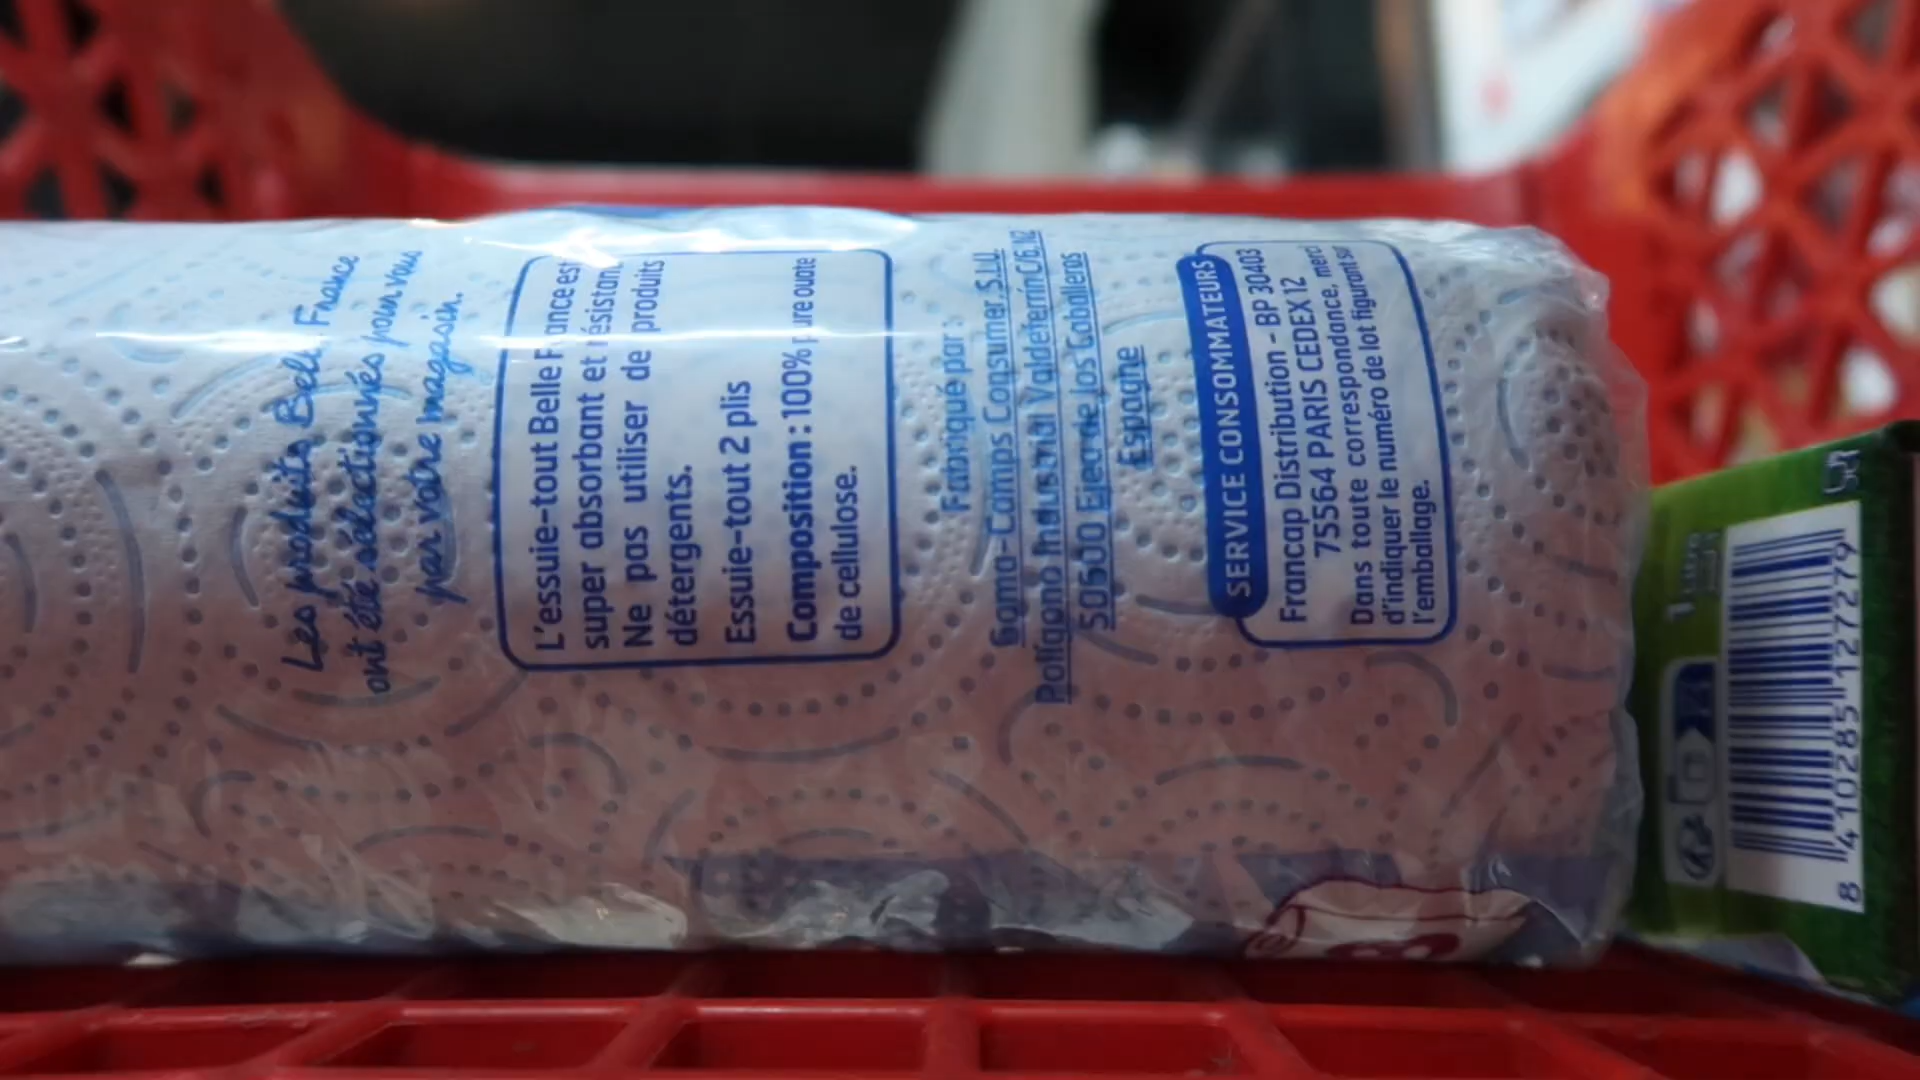 Les produits Belle France
ont été sélectionnés pour vous
par votre magasin.
L'essuie-tout Belle France est
super absorbant et résistant.
Ne pas utiliser de produits
détergents.
Essuie-tout 2 plis
Composition : 100% pure ouate
de cellulose.
Fabriqué par :
Goma-Camps Consumer, S.L.U.
Polígono Industrial Valdeferrín C/6, N2
50600 Ejea de los Caballeros
Espagne
SERVICE CONSOMMATEURS
Francap Distribution - BP 30403
75564 PARIS CEDEX 12
Dans toute correspondance, merci
d'indiquer le numéro de lot figurant sur
l'emballage.
8 410285 127279